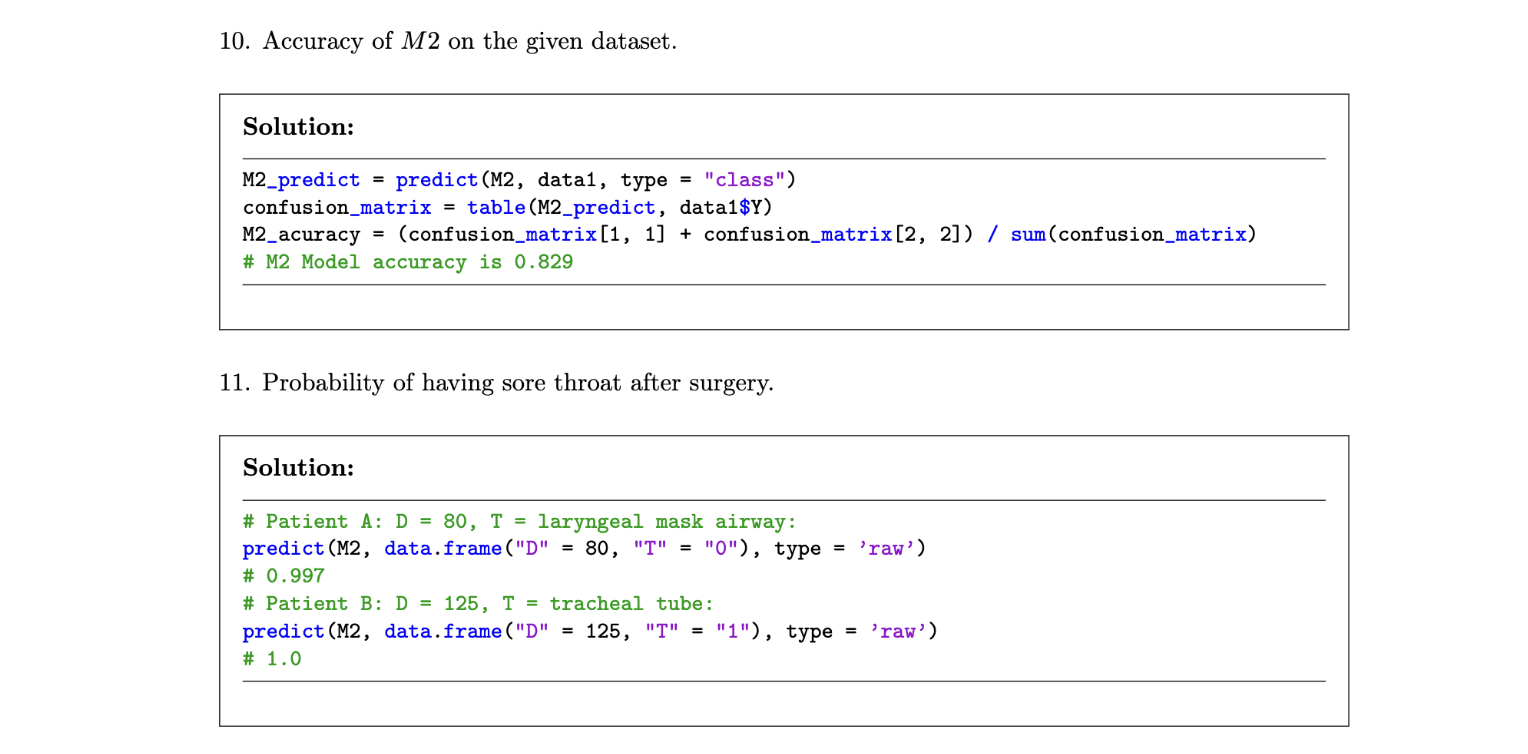 10. Accuracy of M2 on the given dataset.
Solution:
M2_predict = predict(M2, data1, type = "class")
confusion_matrix = table(M2_predict, data1$Y)
M2_acuracy = (confusion_matrix[1, 1] + confusion_matrix[2, 2]) / sum(confusion_matrix)
# M2 Model accuracy is 0.829
11. Probability of having sore throat after surgery.
Solution:
# Patient A: D = 80, T = laryngeal mask airway:
predict(M2, data.frame("D" = 80, "T" = "0"), type = ’raw’)
# 0.997
# Patient B: D = 125, T = tracheal tube:
predict(M2, data.frame("D" = 125, "T" = "1"), type = ’raw’)
# 1.0